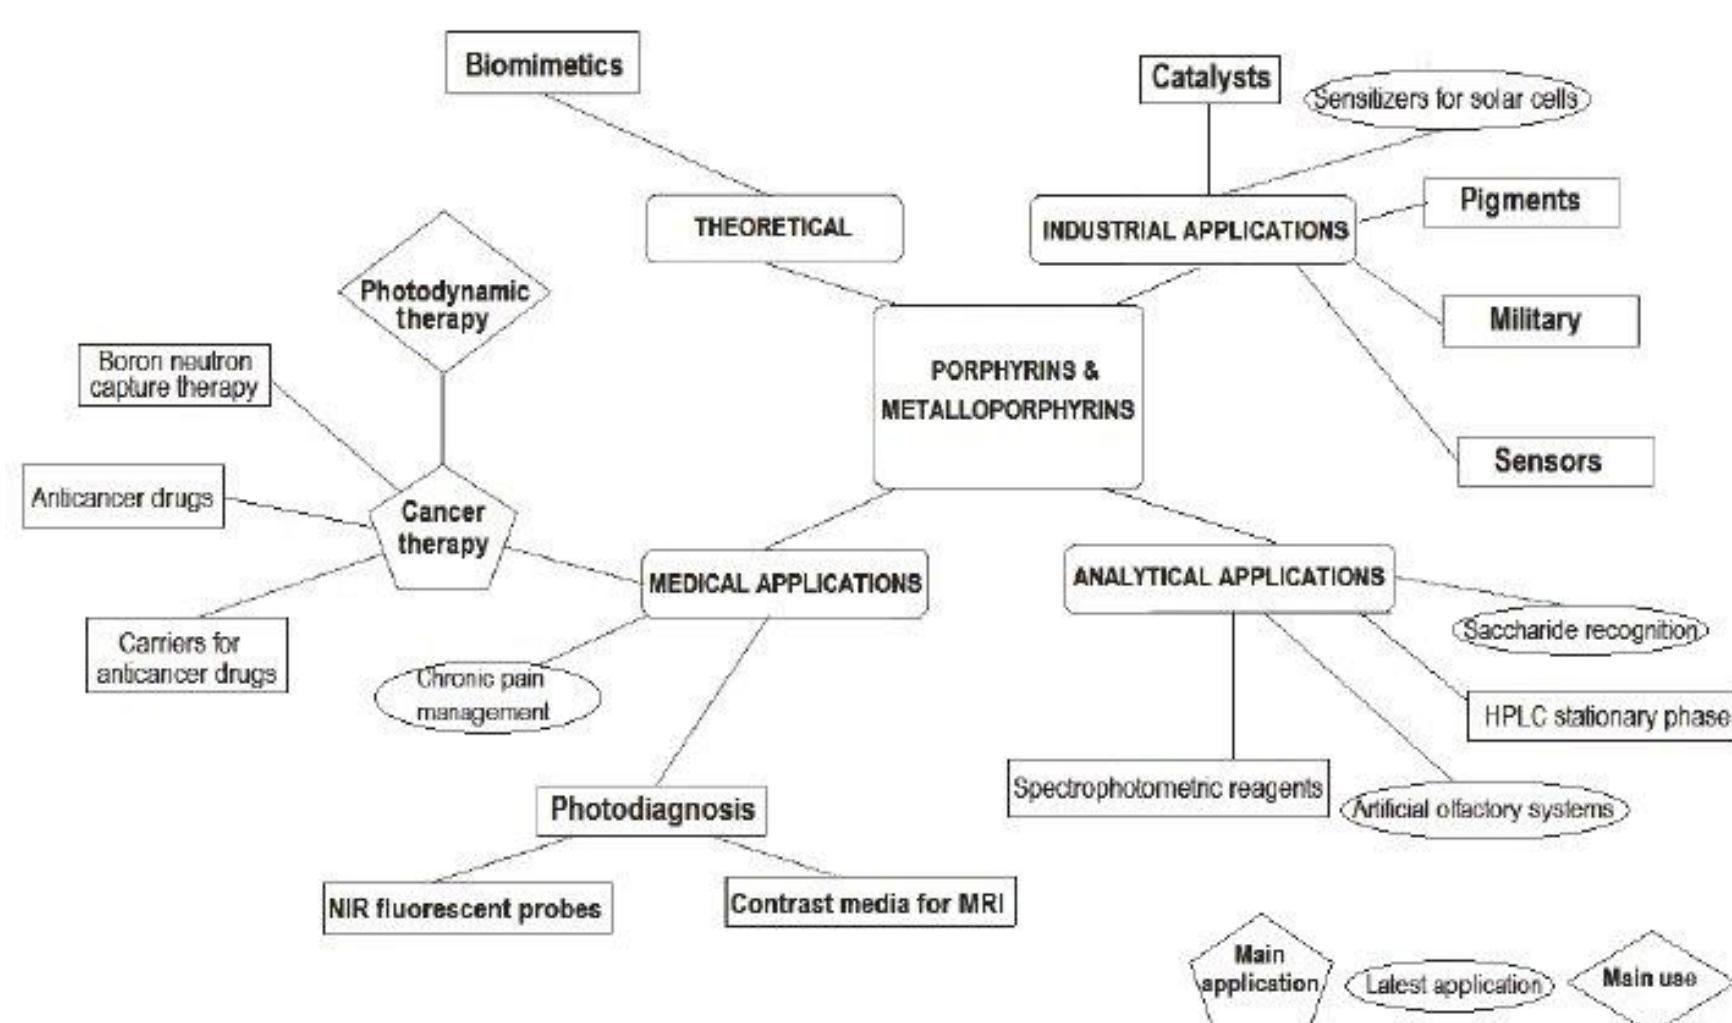 Biomimetics
Catalysts
Sensitizers for solar cells
Pigments
THEORETICAL
INDUSTRIAL APPLICATIONS
Photodynamic
therapy
Military
Boron neutron
capture therapy
PORPHYRINS &
METALLOPORPHYRINS
Sensors
Anticancer drugs
Cancer
therapy
MEDICAL APPLICATIONS
ANALYTICAL APPLICATIONS
Carriers for
anticancer drugs
Chronic pain
management
Saccharide recognition
HPLC stationary phase
Photodiagnosis
Spectrophotometric reagents
Artificial olfactory systems
NIR fluorescent probes
Contrast media for MRI
Main
application
Latest application
Main use